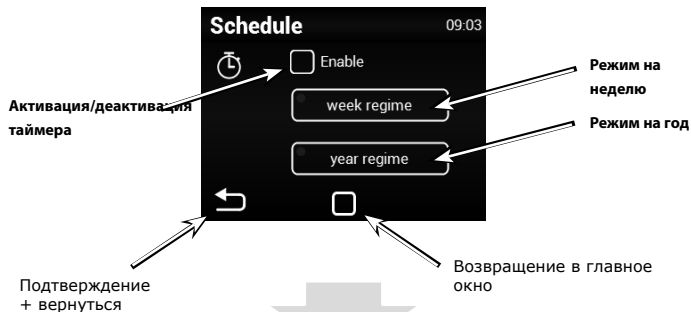 Schedule 09:03
Enable
Режим на
неделю
week regime
Активация/деактивация
таймера
Режим на год
year regime
Возвращение в главное
окно
Подтверждение
+ вернуться